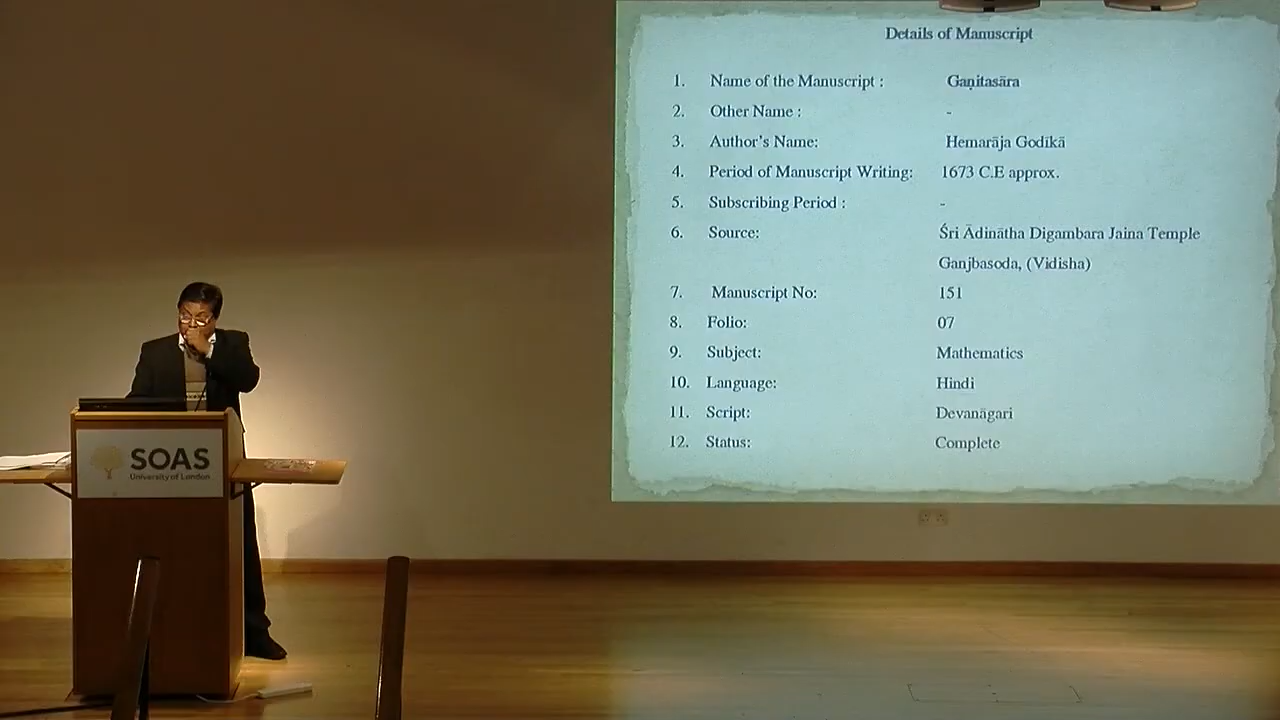 Details of Manuscript
1. Name of the Manuscript : Gaṇitasāra
2. Other Name : -
3. Author's Name: Hemarāja Godīkā
4. Period of Manuscript Writing: 1673 C.E approx.
5. Subscribing Period : -
6. Source: Śri Ādinātha Digambara Jaina Temple
Ganjbasoda, (Vidisha)
7. Manuscript No: 151
8. Folio: 07
9. Subject: Mathematics
10. Language: Hindi
11. Script: Devanāgari
12. Status: Complete
SOAS
University of London